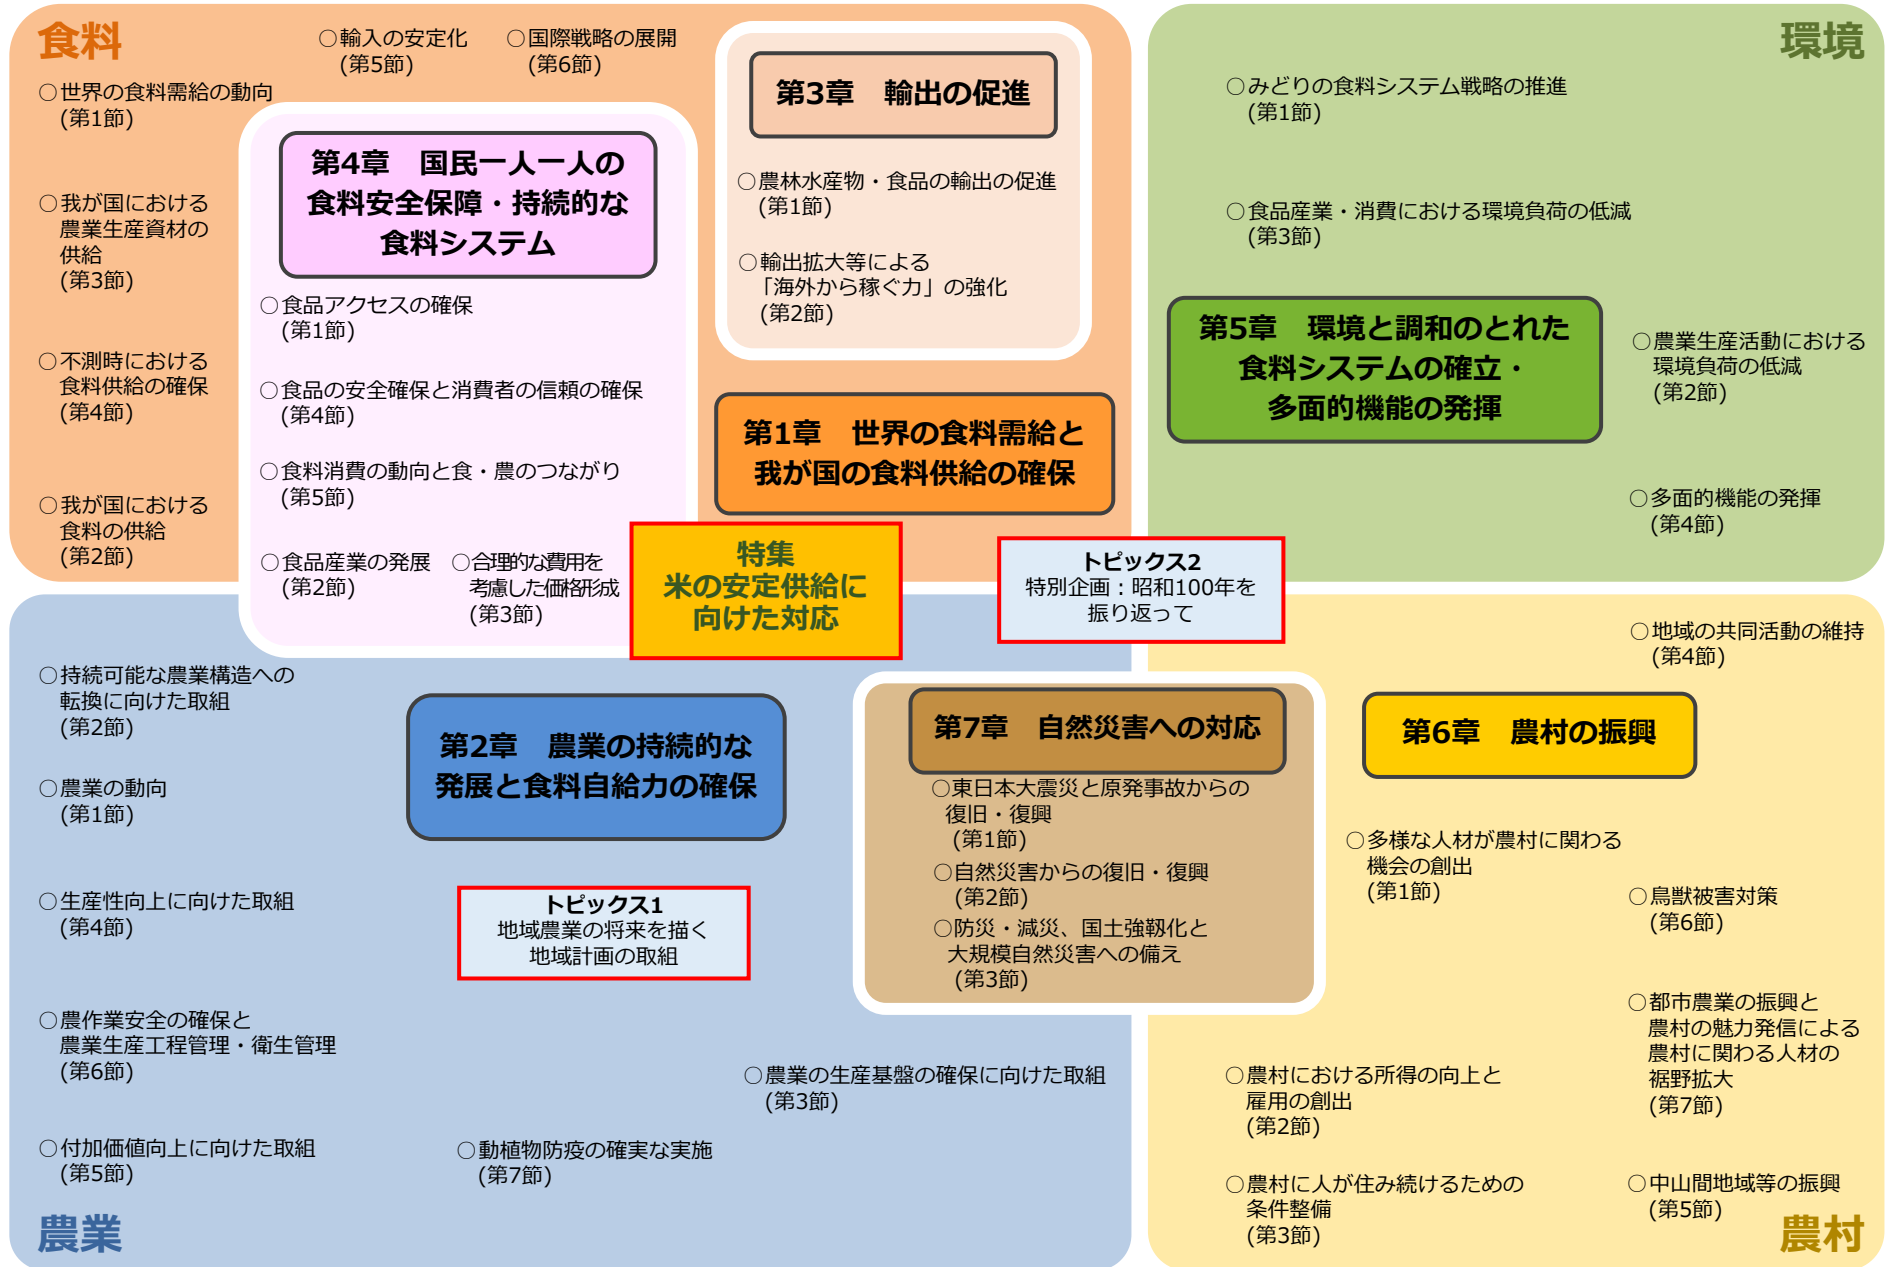 食料
○輸入の安定化
(第5節)
○国際戦略の展開
(第6節)
○世界の食料需給の動向
(第1節)
○我が国における
農業生産資材の
供給
(第3節)
○不測時における
食料供給の確保
(第4節)
○我が国における
食料の供給
(第2節)
第4章　国民一人一人の
食料安全保障・持続的な
食料システム
○食品アクセスの確保
(第1節)
○食品の安全確保と消費者の信頼の確保
(第4節)
○食料消費の動向と食・農のつながり
(第5節)
○食品産業の発展
(第2節)
○合理的な費用を
考慮した価格形成
(第3節)
第3章　輸出の促進
○農林水産物・食品の輸出の促進
(第1節)
○輸出拡大等による
「海外から稼ぐ力」の強化
(第2節)
第1章　世界の食料需給と
我が国の食料供給の確保
特集
米の安定供給に
向けた対応
トピックス2
特別企画：昭和100年を
振り返って
環境
○みどりの食料システム戦略の推進
(第1節)
○食品産業・消費における環境負荷の低減
(第3節)
第5章　環境と調和のとれた
食料システムの確立・
多面的機能の発揮
○農業生産活動における
環境負荷の低減
(第2節)
○多面的機能の発揮
(第4節)
○持続可能な農業構造への
転換に向けた取組
(第2節)
○農業の動向
(第1節)
○生産性向上に向けた取組
(第4節)
○農作業安全の確保と
農業生産工程管理・衛生管理
(第6節)
○付加価値向上に向けた取組
(第5節)
第2章　農業の持続的な
発展と食料自給力の確保
トピックス1
地域農業の将来を描く
地域計画の取組
○農業の生産基盤の確保に向けた取組
(第3節)
○動植物防疫の確実な実施
(第7節)
農業
第7章　自然災害への対応
○東日本大震災と原発事故からの
復旧・復興
(第1節)
○自然災害からの復旧・復興
(第2節)
○防災・減災、国土強靱化と
大規模自然災害への備え
(第3節)
○地域の共同活動の維持
(第4節)
第6章　農村の振興
○多様な人材が農村に関わる
機会の創出
(第1節)
○鳥獣被害対策
(第6節)
○都市農業の振興と
農村の魅力発信による
農村に関わる人材の
裾野拡大
(第7節)
○農村における所得の向上と
雇用の創出
(第2節)
○農村に人が住み続けるための
条件整備
(第3節)
○中山間地域等の振興
(第5節)
農村